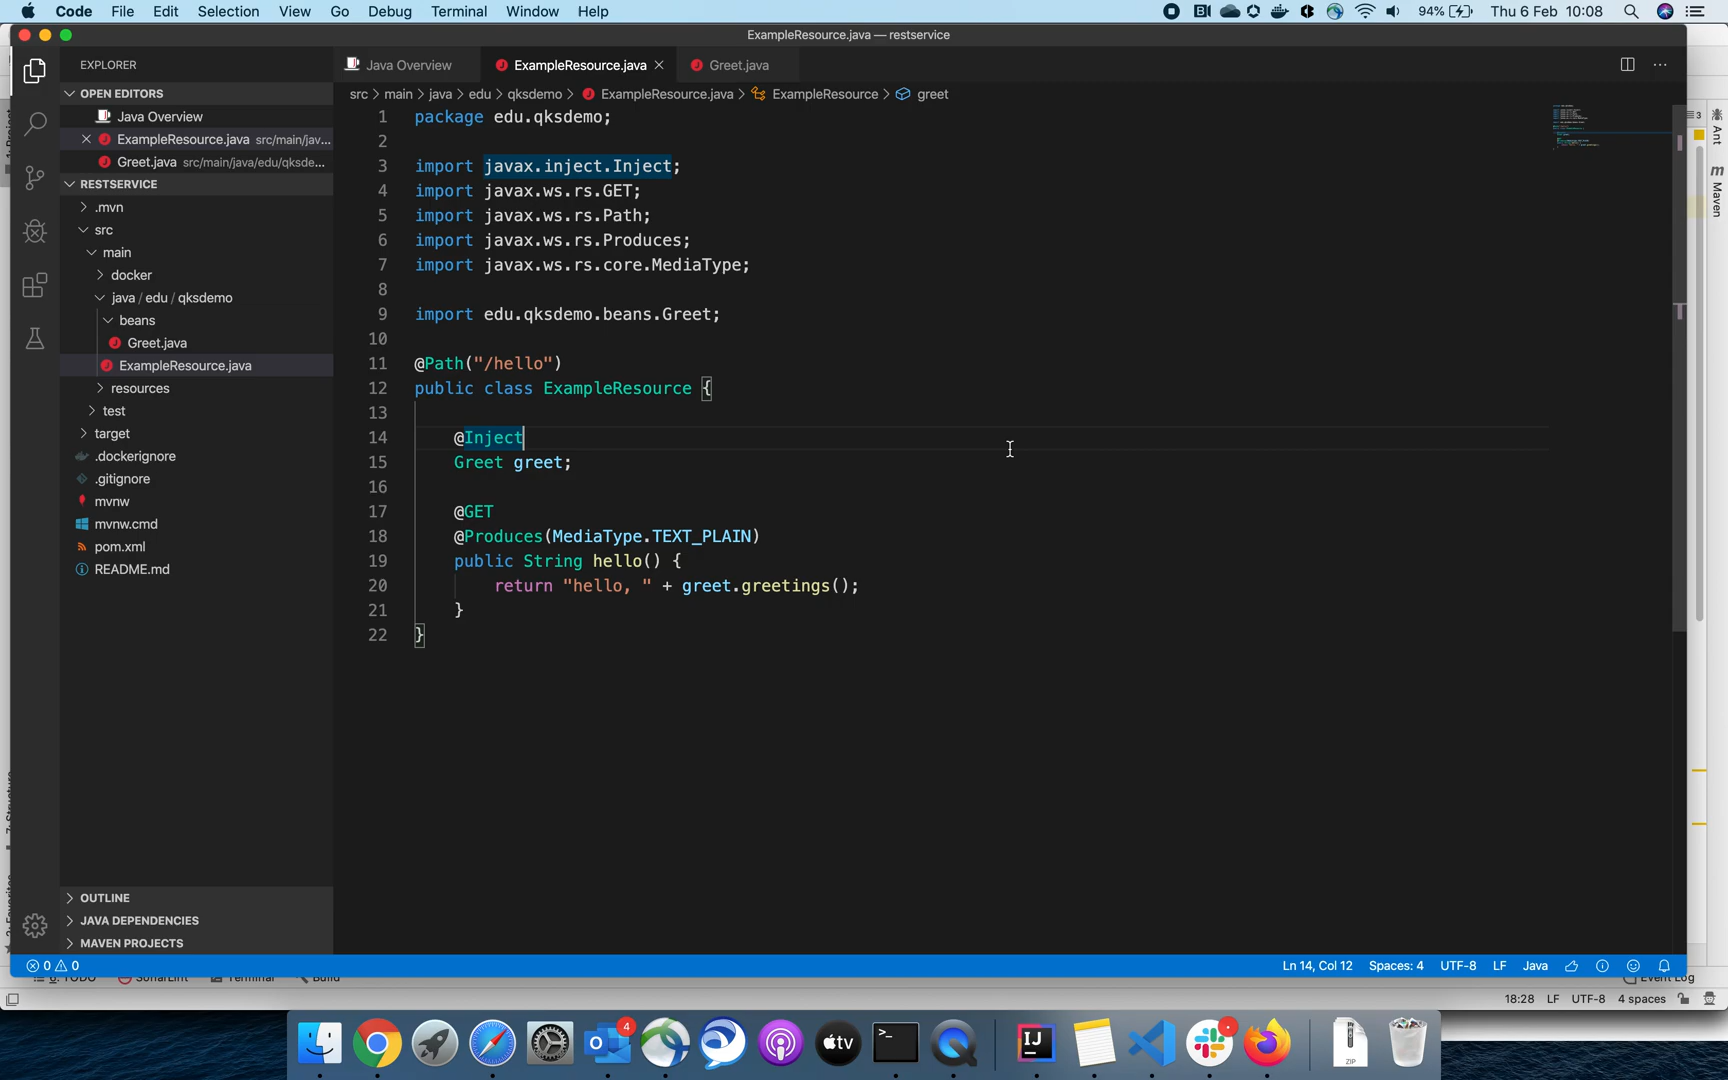 Code File Edit Selection View Go Debug Terminal Window Help
94% Thu 6 Feb 10:08
ExampleResource.java — restservice
EXPLORER
OPEN EDITORS
Java Overview
ExampleResource.java src/main/jav...
Greet.java src/main/java/edu/qksde...
RESTSERVICE
.mvn
src
main
docker
java / edu / qksdemo
beans
Greet.java
ExampleResource.java
resources
test
target
.dockerignore
.gitignore
mvnw
mvnw.cmd
pom.xml
README.md
OUTLINE
JAVA DEPENDENCIES
MAVEN PROJECTS
Java Overview ExampleResource.java Greet.java
src > main > java > edu > qksdemo > ExampleResource.java > ExampleResource > greet
1 package edu.qksdemo;
2
3 import javax.inject.Inject;
4 import javax.ws.rs.GET;
5 import javax.ws.rs.Path;
6 import javax.ws.rs.Produces;
7 import javax.ws.rs.core.MediaType;
8
9 import edu.qksdemo.beans.Greet;
10
11 @Path("/hello")
12 public class ExampleResource {
13
14 @Inject
15 Greet greet;
16
17 @GET
18 @Produces(MediaType.TEXT_PLAIN)
19 public String hello() {
20 return "hello, " + greet.greetings();
21 }
22 }
3
Ant
m Maven
0 0
Ln 14, Col 12 Spaces: 4 UTF-8 LF Java
Terminal Build
Event Log
18:28 LF UTF-8 4 spaces
4
tv
IJ
ZIP